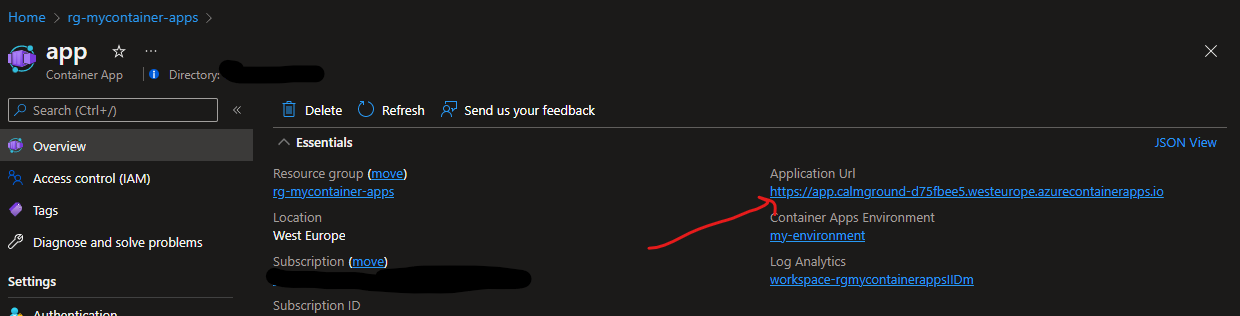 Home > rg-mycontainer-apps >
app
Container App
Directory:
Search (Ctrl+/)
«
Overview
Access control (IAM)
Tags
Diagnose and solve problems
Settings
Authentication
Delete
Refresh
Send us your feedback
Essentials
JSON View
Resource group (move)
rg-mycontainer-apps
Location
West Europe
Subscription (move)
Subscription ID
Application Url
https://app.calmground-d75fbee5.westeurope.azurecontainerapps.io
Container Apps Environment
my-environment
Log Analytics
workspace-rgmycontainerappsIIDm